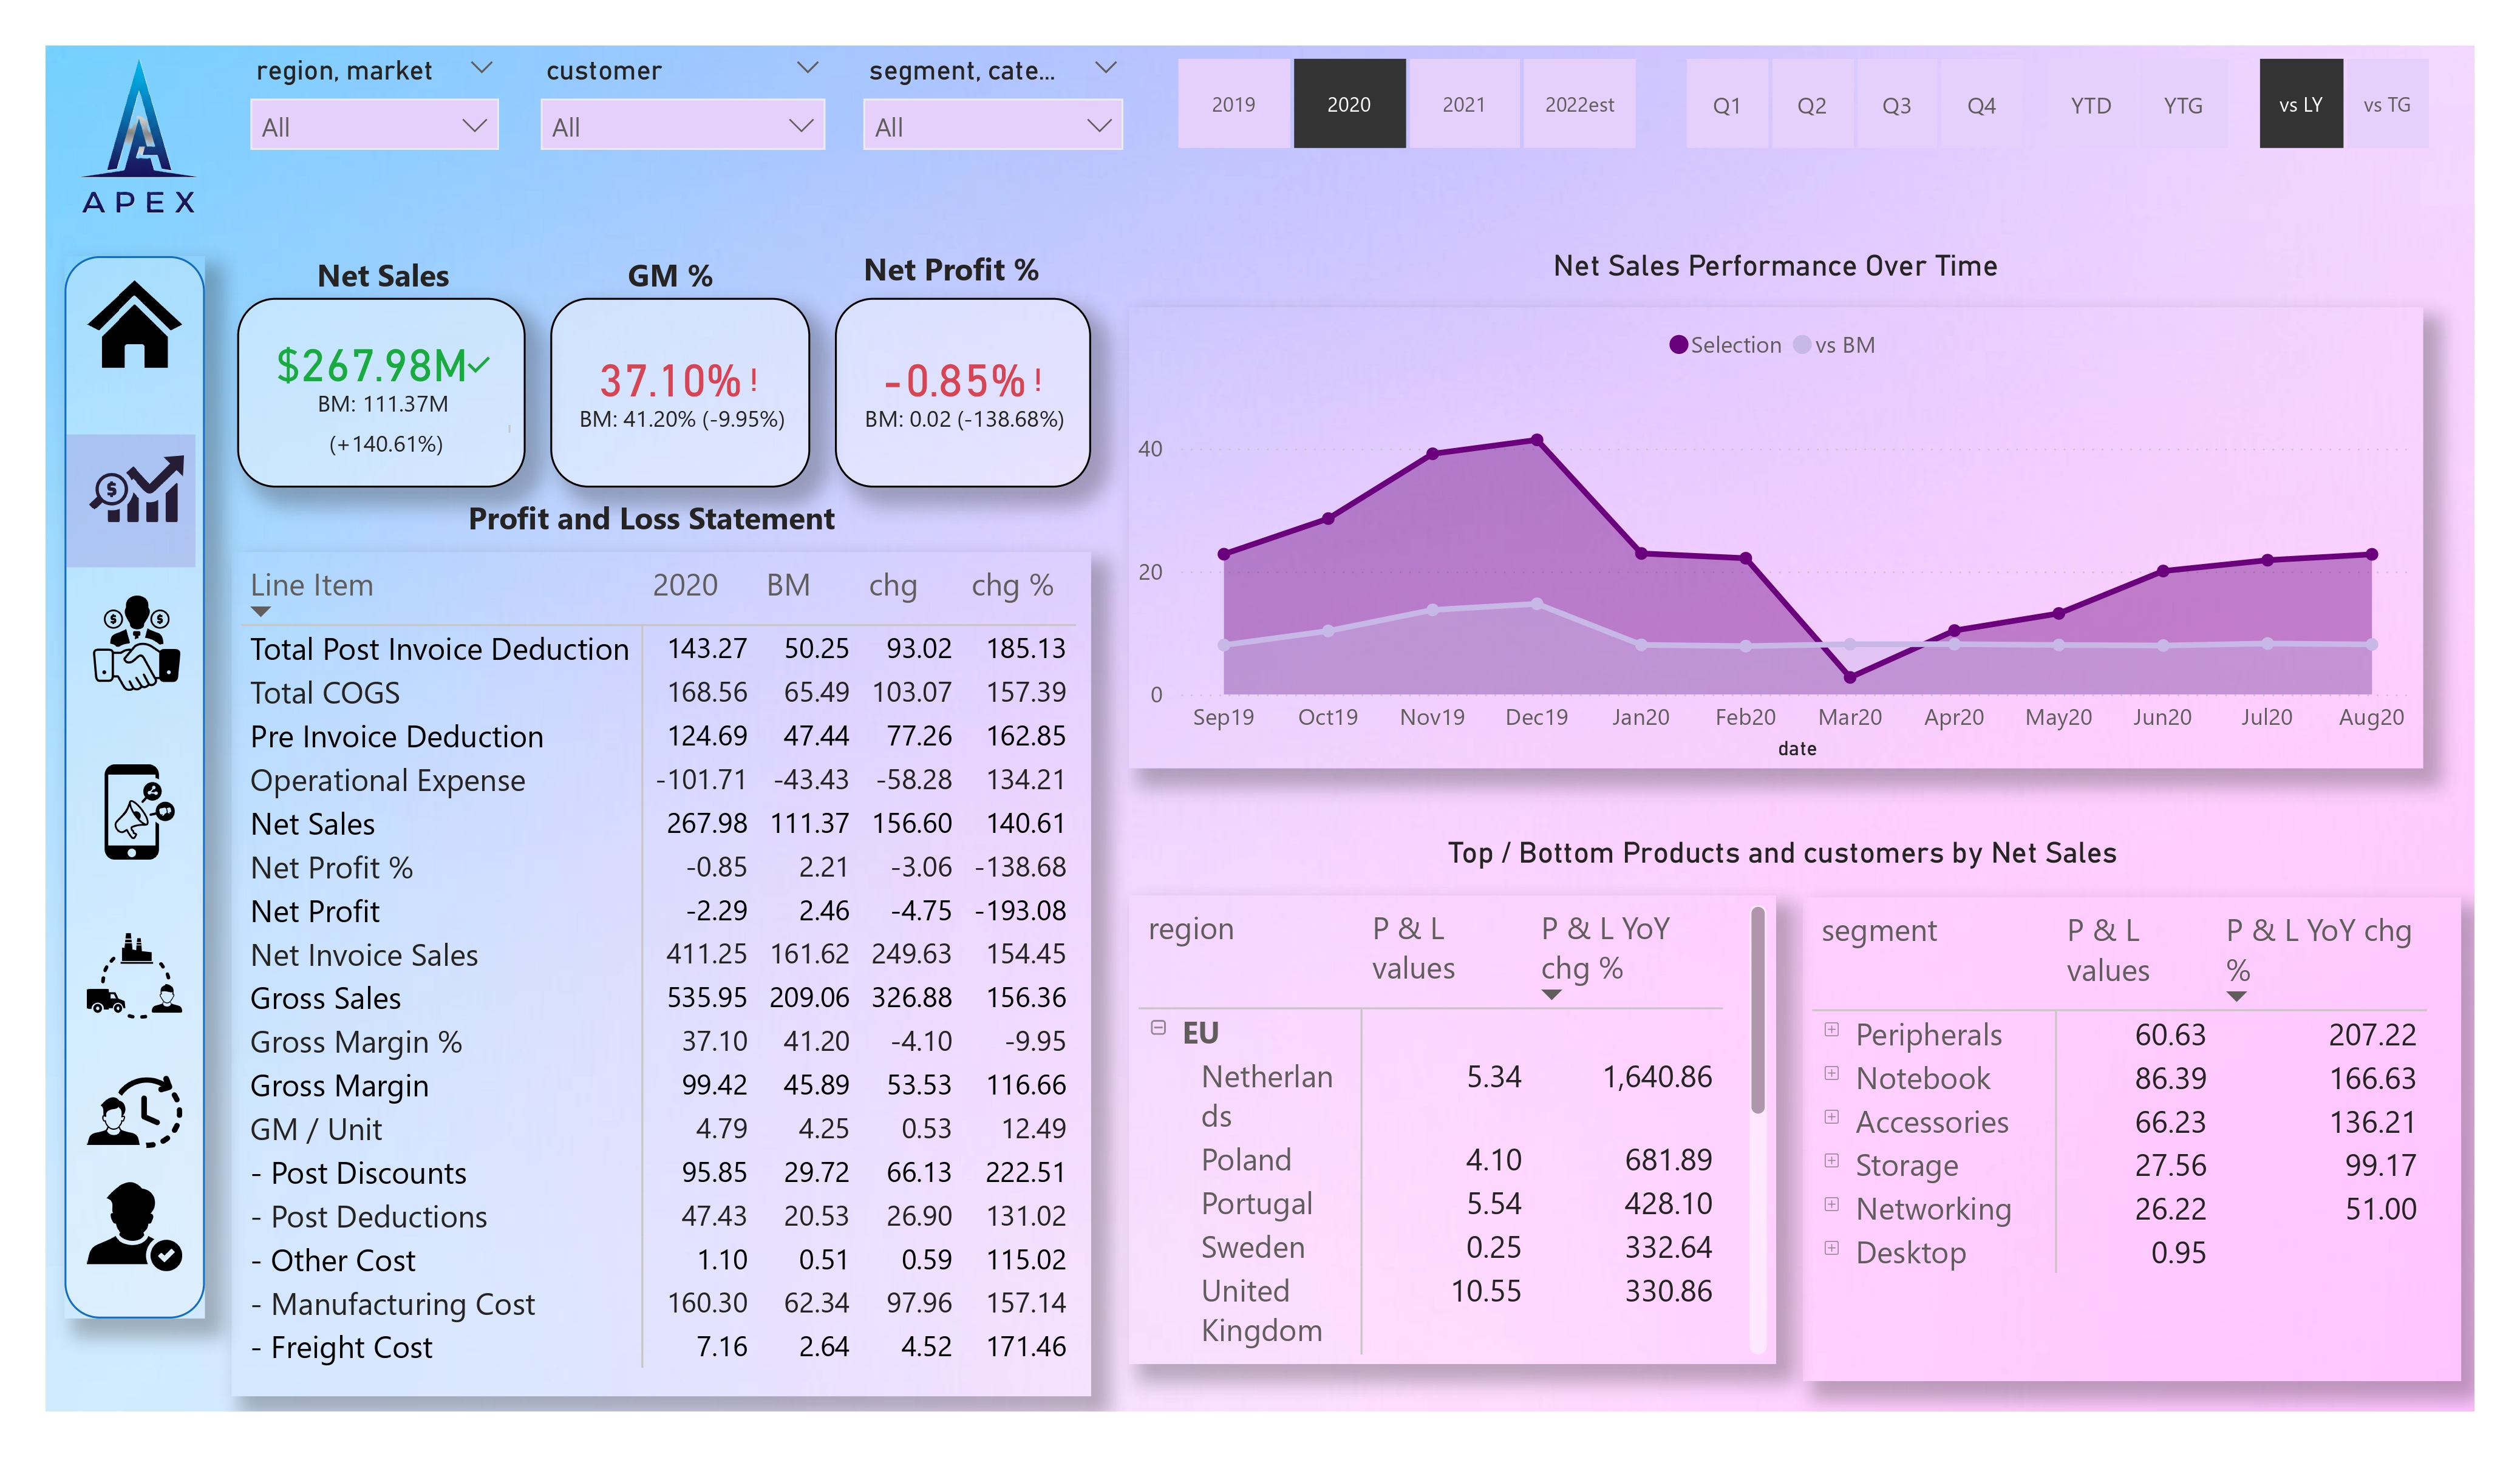 APEX
region, market
All
customer
All
segment, cate...
All
2019 2020 2021 2022est
Q1 Q2 Q3 Q4 YTD YTG
vs LY vs TG
Net Sales
$267.98M
BM: 111.37M
(+140.61%)
GM %
37.10% !
BM: 41.20% (-9.95%)
Net Profit %
-0.85% !
BM: 0.02 (-138.68%)
Profit and Loss Statement
Line Item 2020 BM chg chg %
Total Post Invoice Deduction 143.27 50.25 93.02 185.13
Total COGS 168.56 65.49 103.07 157.39
Pre Invoice Deduction 124.69 47.44 77.26 162.85
Operational Expense -101.71 -43.43 -58.28 134.21
Net Sales 267.98 111.37 156.60 140.61
Net Profit % -0.85 2.21 -3.06 -138.68
Net Profit -2.29 2.46 -4.75 -193.08
Net Invoice Sales 411.25 161.62 249.63 154.45
Gross Sales 535.95 209.06 326.88 156.36
Gross Margin % 37.10 41.20 -4.10 -9.95
Gross Margin 99.42 45.89 53.53 116.66
GM / Unit 4.79 4.25 0.53 12.49
- Post Discounts 95.85 29.72 66.13 222.51
- Post Deductions 47.43 20.53 26.90 131.02
- Other Cost 1.10 0.51 0.59 115.02
- Manufacturing Cost 160.30 62.34 97.96 157.14
- Freight Cost 7.16 2.64 4.52 171.46
Net Sales Performance Over Time
Selection vs BM
40
20
0
Sep19 Oct19 Nov19 Dec19 Jan20 Feb20 Mar20 Apr20 May20 Jun20 Jul20 Aug20
date
Top / Bottom Products and customers by Net Sales
region P & L P & L YoY
values chg %
EU
Netherlan 5.34 1,640.86
ds
Poland 4.10 681.89
Portugal 5.54 428.10
Sweden 0.25 332.64
United 10.55 330.86
Kingdom
segment P & L P & L YoY chg
values %
Peripherals 60.63 207.22
Notebook 86.39 166.63
Accessories 66.23 136.21
Storage 27.56 99.17
Networking 26.22 51.00
Desktop 0.95